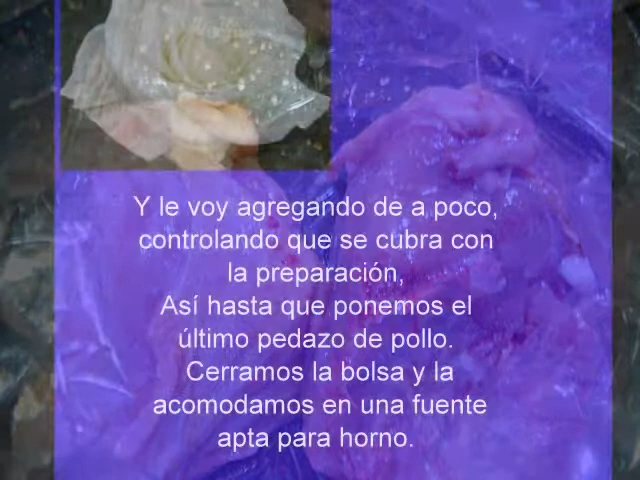 Y le voy agregando de a poco,
controlando que se cubra con
la preparación,
Así hasta que ponemos el
último pedazo de pollo.
Cerramos la bolsa y la
acomodamos en una fuente
apta para horno.